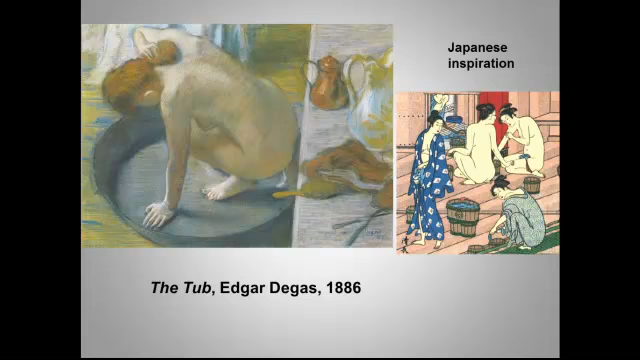 Japanese
inspiration
The Tub, Edgar Degas, 1886